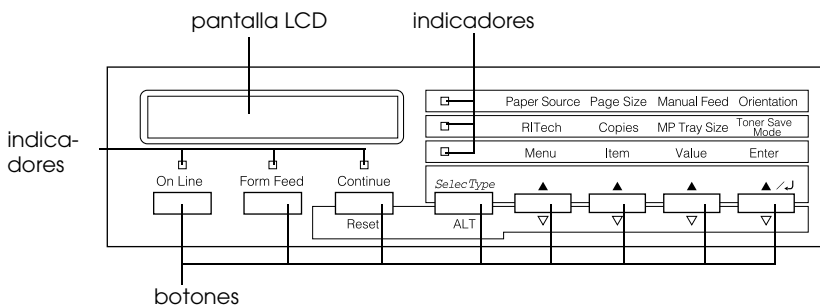 pantalla LCD
indicadores
Paper Source Page Size Manual Feed Orientation
RITech Copies MP Tray Size Toner Save Mode
Menu Item Value Enter
indica-
dores
On Line Form Feed Continue SelecType
Reset ALT
botones